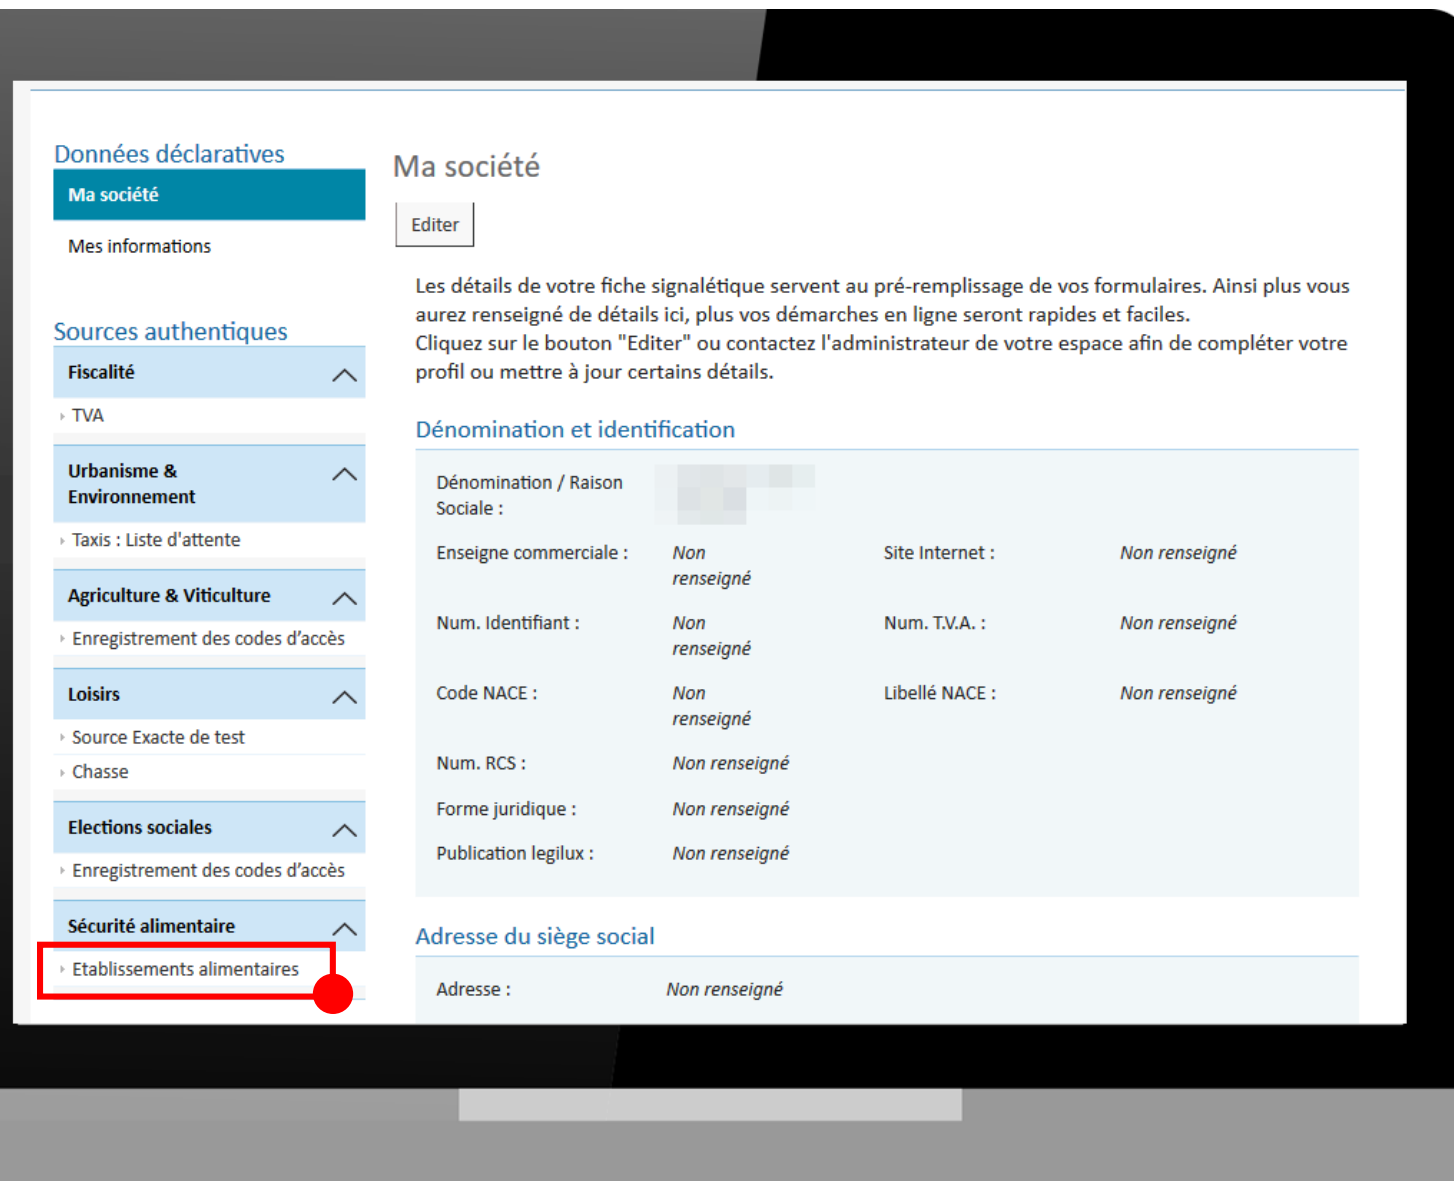 Données déclaratives
Ma société
Mes informations
Sources authentiques
Fiscalité
TVA
Urbanisme &
Environnement
Taxis : Liste d'attente
Agriculture & Viticulture
Enregistrement des codes d’accès
Loisirs
Source Exacte de test
Chasse
Elections sociales
Enregistrement des codes d’accès
Sécurité alimentaire
Etablissements alimentaires
Ma société
Editer
Les détails de votre fiche signalétique servent au pré-remplissage de vos formulaires. Ainsi plus vous
aurez renseigné de détails ici, plus vos démarches en ligne seront rapides et faciles.
Cliquez sur le bouton "Editer" ou contactez l'administrateur de votre espace afin de compléter votre
profil ou mettre à jour certains détails.
Dénomination et identification
Dénomination / Raison
Sociale :
Enseigne commerciale : Non renseigné Site Internet : Non renseigné
Num. Identifiant : Non renseigné Num. T.V.A. : Non renseigné
Code NACE : Non renseigné Libellé NACE : Non renseigné
Num. RCS : Non renseigné
Forme juridique : Non renseigné
Publication legilux : Non renseigné
Adresse du siège social
Adresse : Non renseigné